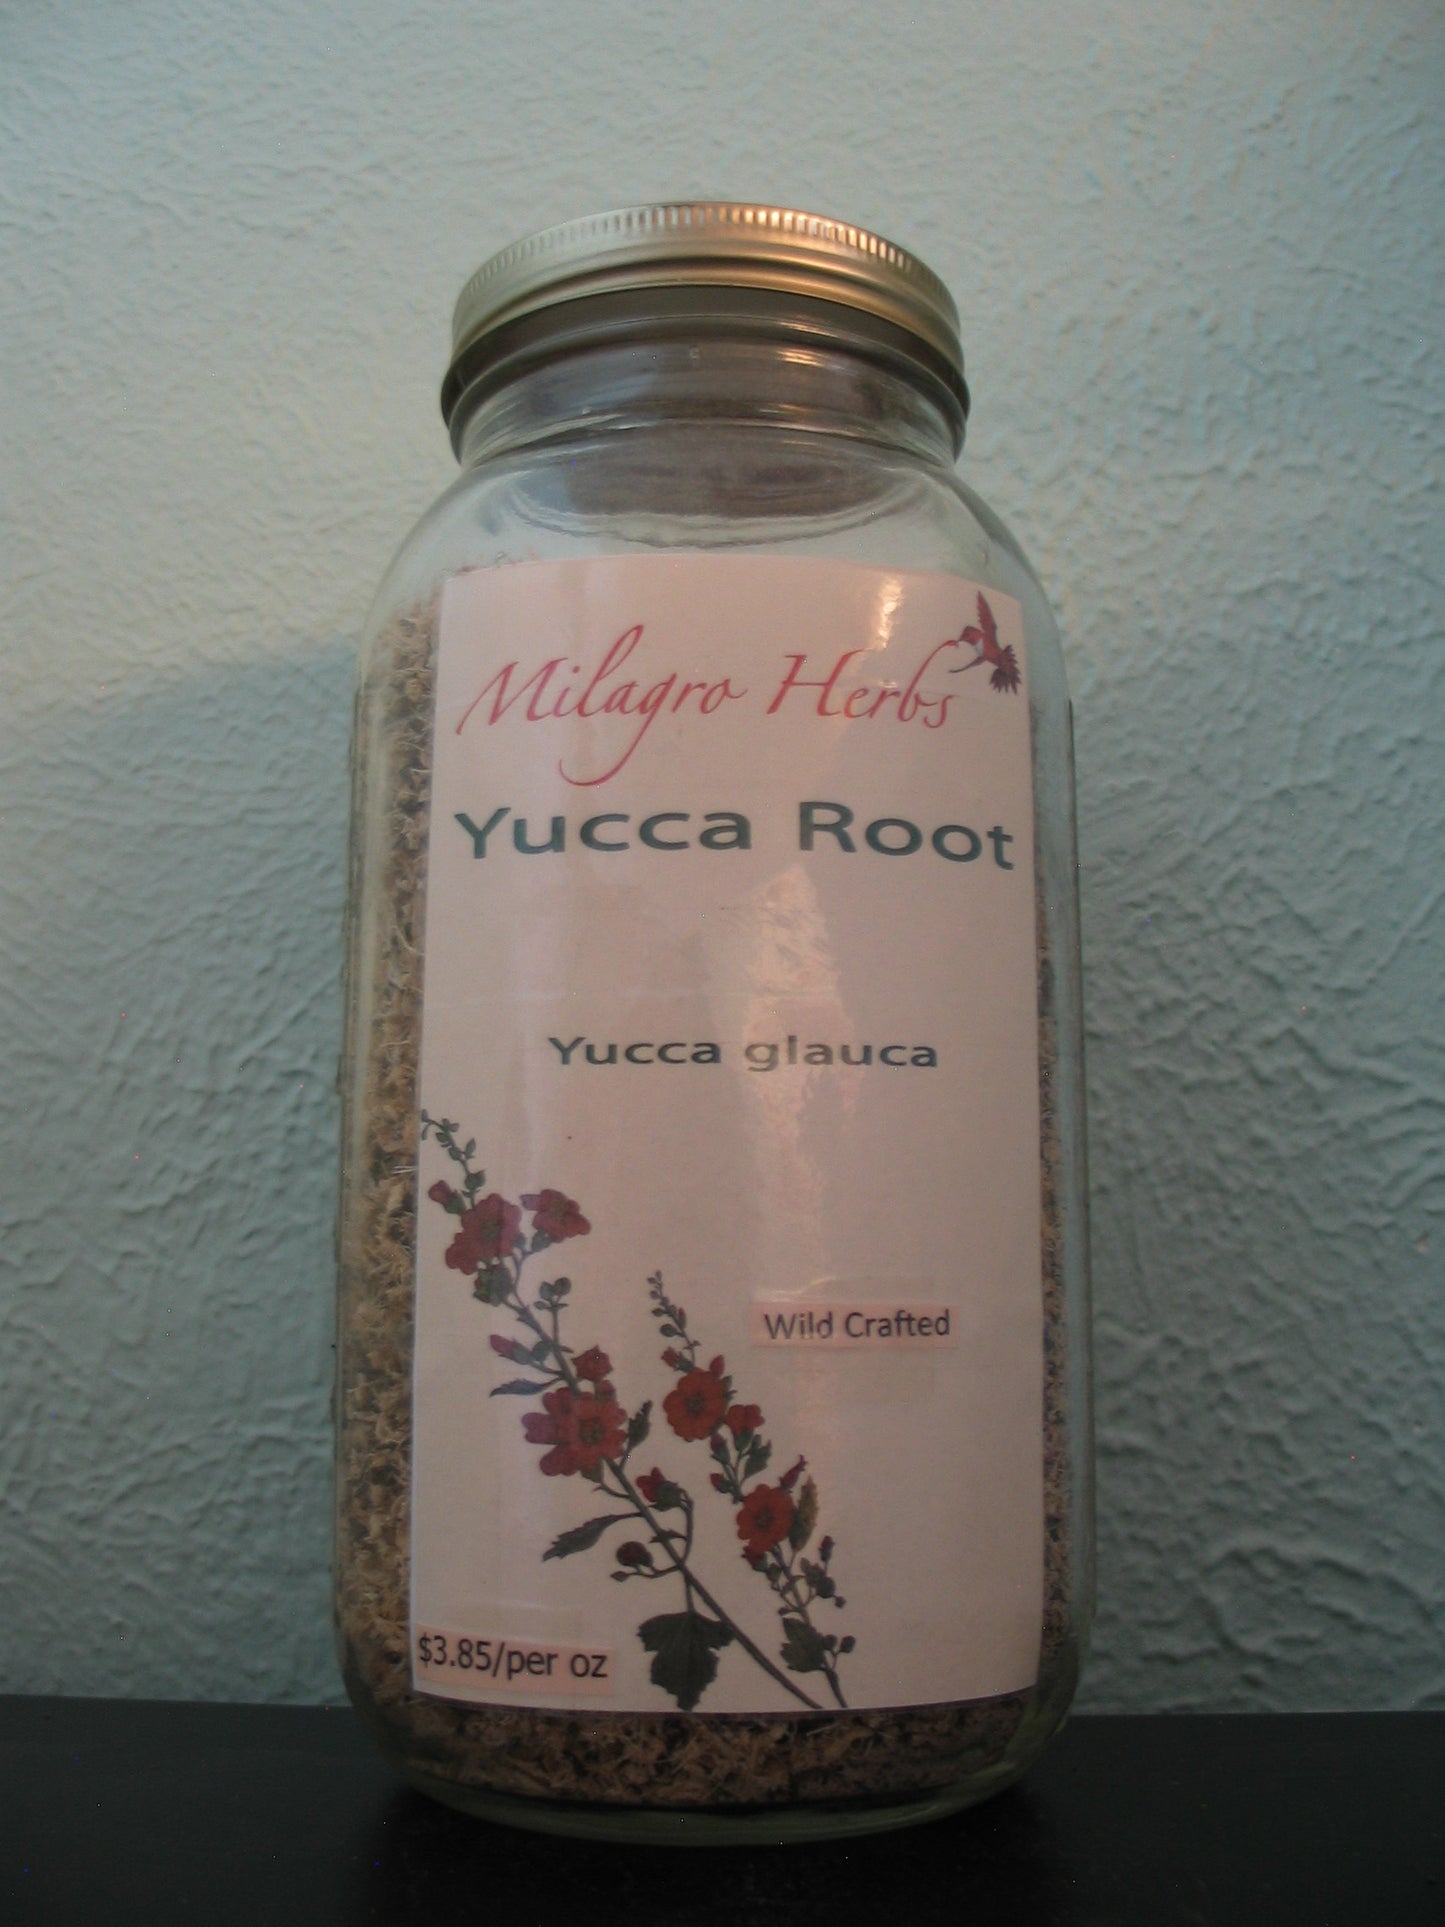 Milagro Herbs
Yucca Root
Yucca glauca
Wild Crafted
$3.85/per oz